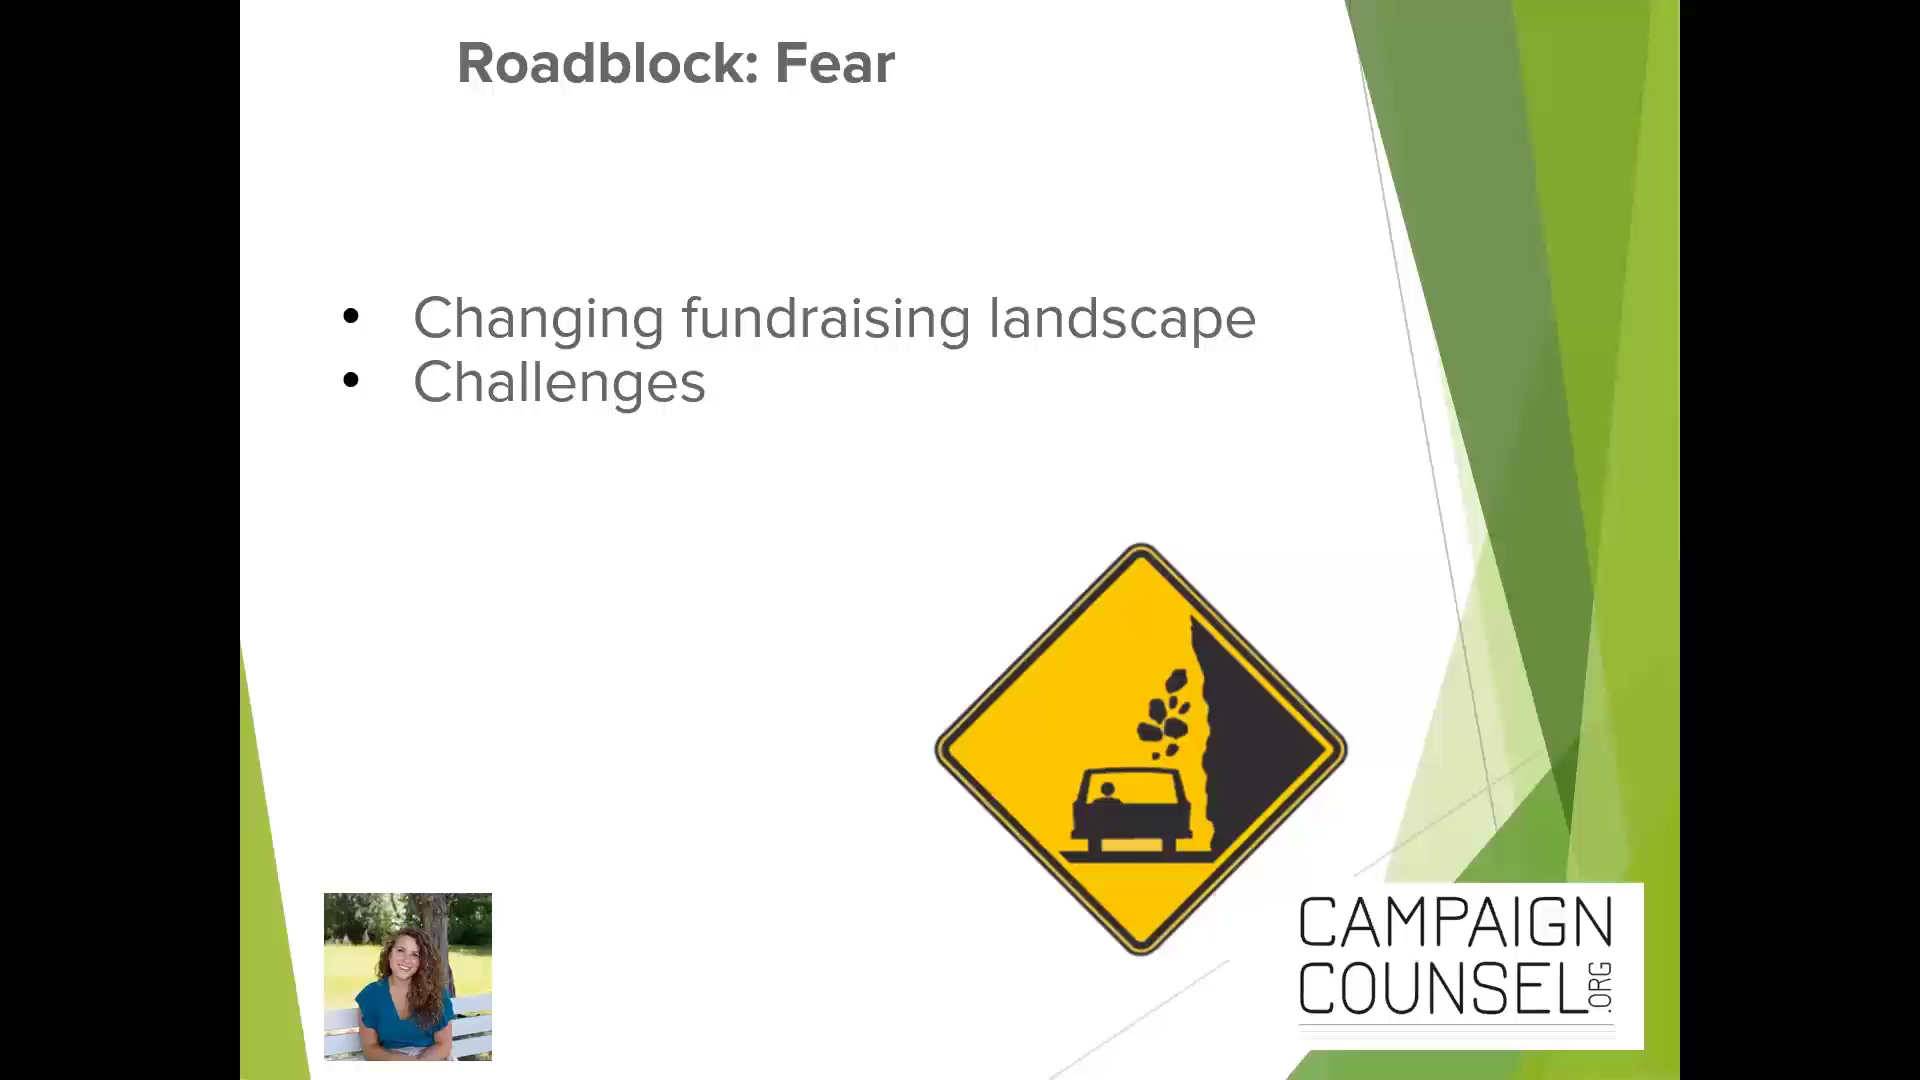 Roadblock: Fear
• Changing fundraising landscape
• Challenges
CAMPAIGN
COUNSEL.ORG